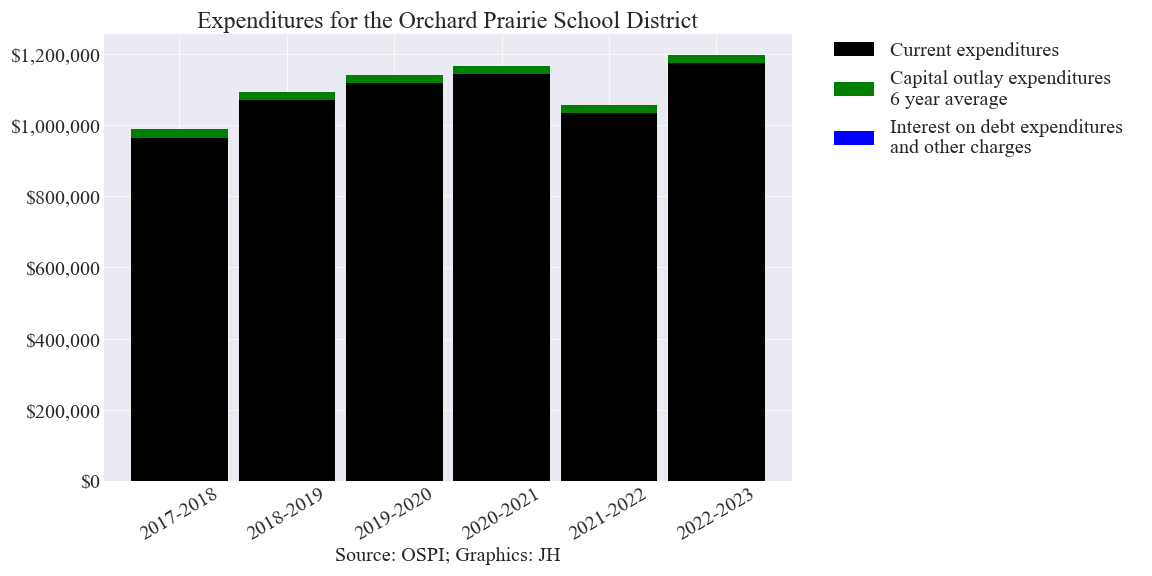 Expenditures for the Orchard Prairie School District
$1,200,000
$1,000,000
$800,000
$600,000
$400,000
$200,000
$0
2017-2018
2018-2019
2019-2020
2020-2021
2021-2022
2022-2023
Source: OSPI; Graphics: JH
Current expenditures
Capital outlay expenditures
6 year average
Interest on debt expenditures
and other charges